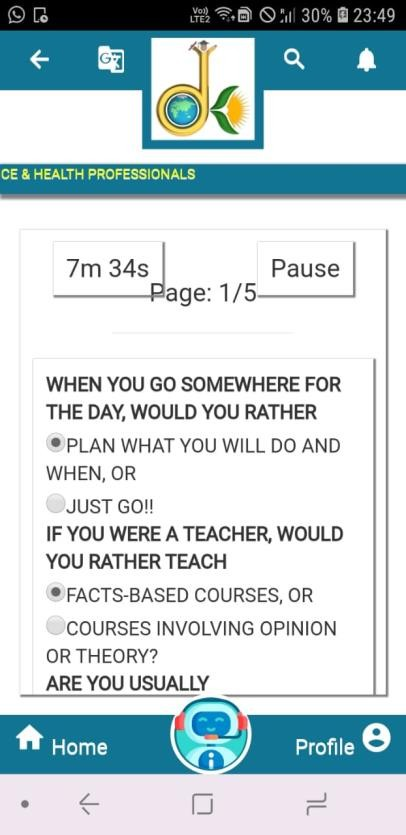 Vo))
LTE2 30% 23:49
CE & HEALTH PROFESSIONALS
7m 34s
Pause
Page: 1/5
WHEN YOU GO SOMEWHERE FOR
THE DAY, WOULD YOU RATHER
PLAN WHAT YOU WILL DO AND
WHEN, OR
JUST GO!!
IF YOU WERE A TEACHER, WOULD
YOU RATHER TEACH
FACTS-BASED COURSES, OR
COURSES INVOLVING OPINION
OR THEORY?
ARE YOU USUALLY
Home
Profile